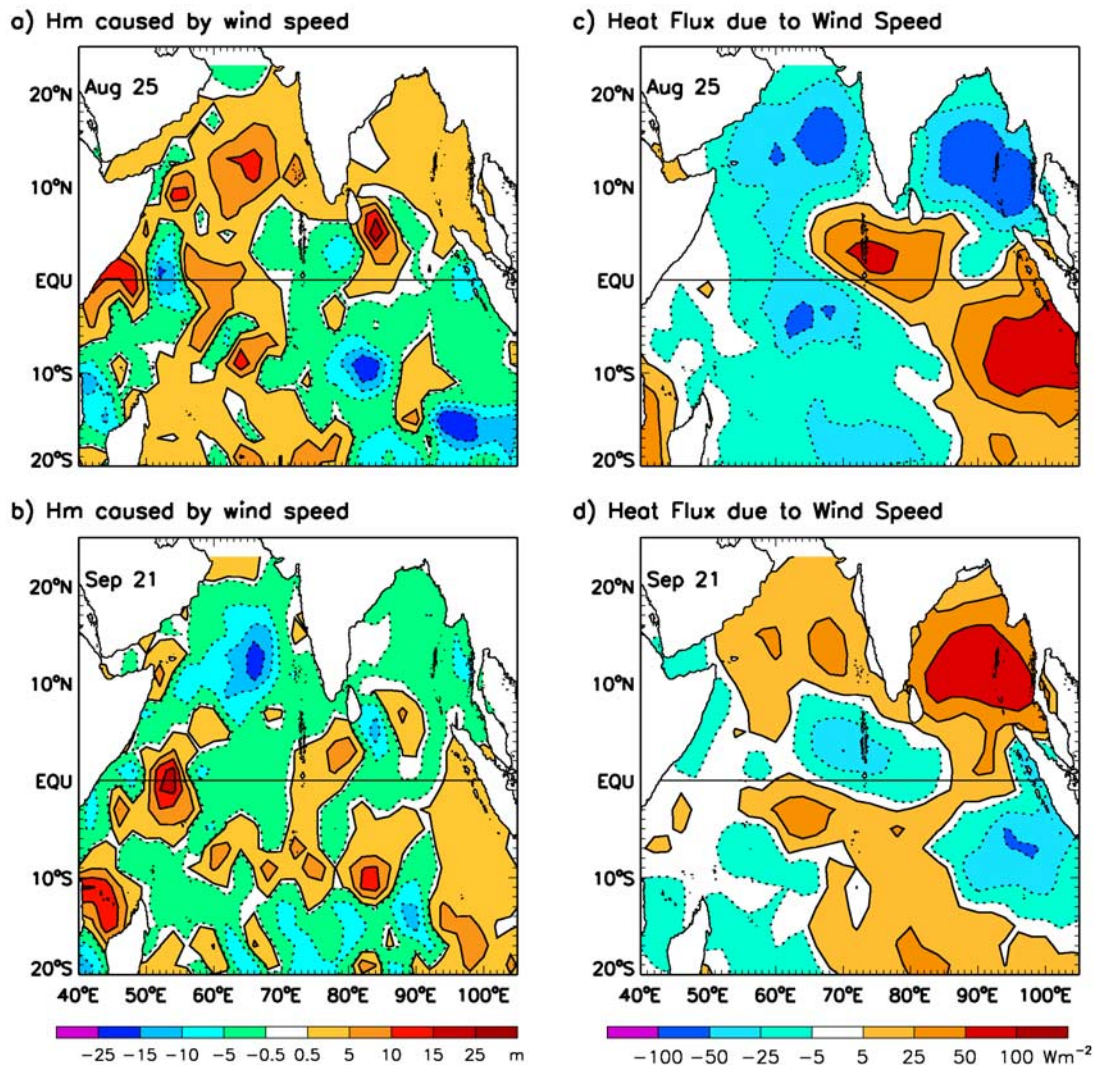 a) Hm caused by wind speed
c) Heat Flux due to Wind Speed
Aug 25
20°N
10°N
EQU
10°S
20°S
Aug 25
20°N
10°N
EQU
10°S
20°S
b) Hm caused by wind speed
d) Heat Flux due to Wind Speed
Sep 21
20°N
10°N
EQU
10°S
20°S
40°E 50°E 60°E 70°E 80°E 90°E 100°E
Sep 21
20°N
10°N
EQU
10°S
20°S
40°E 50°E 60°E 70°E 80°E 90°E 100°E
-25 -15 -10 -5 -0.5 0.5 5 10 15 25 m
-100 -50 -25 -5 5 25 50 100 Wm⁻²